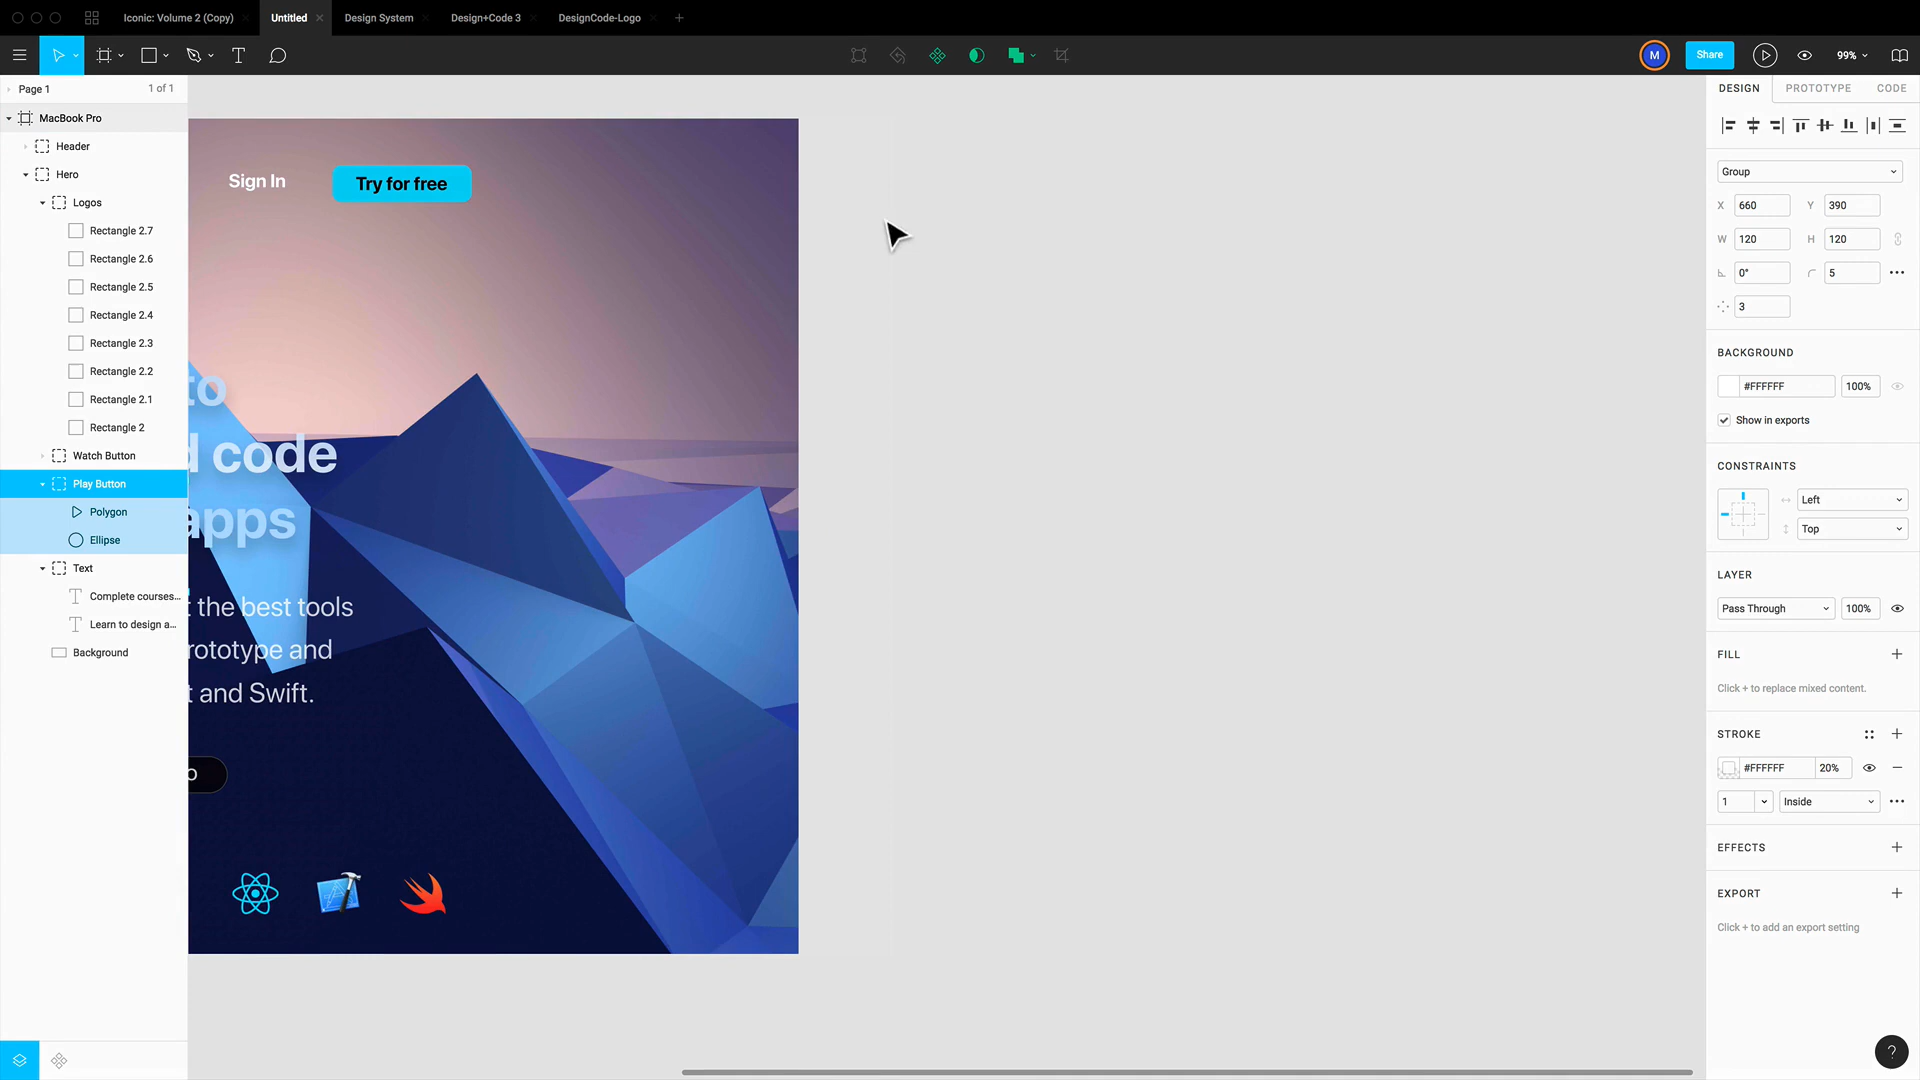 Iconic: Volume 2 (Copy)
Untitled
Design System
Design+Code 3
DesignCode-Logo
M
Share
99%
Page 1
1 of 1
MacBook Pro
Header
Hero
Logos
Rectangle 2.7
Rectangle 2.6
Rectangle 2.5
Rectangle 2.4
Rectangle 2.3
Rectangle 2.2
Rectangle 2.1
Rectangle 2
Watch Button
Play Button
Polygon
Ellipse
Text
Complete courses...
Learn to design a...
Background
Sign In
Try for free
to
d code
apps
t the best tools
rototype and
t and Swift.
O
DESIGN
PROTOTYPE
CODE
Group
X 660
Y 390
W 120
H 120
0°
5
3
BACKGROUND
#FFFFFF 100%
Show in exports
CONSTRAINTS
Left
Top
LAYER
Pass Through 100%
FILL
Click + to replace mixed content.
STROKE
#FFFFFF 20%
1 Inside
EFFECTS
EXPORT
Click + to add an export setting
?